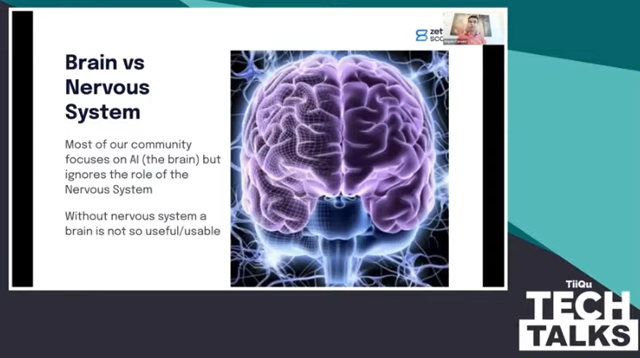 Brain vs
Nervous
System
Most of our community
focuses on AI (the brain) but
ignores the role of the
Nervous System
Without nervous system a
brain is not so useful/usable
TiiQu
TECH
TALKS